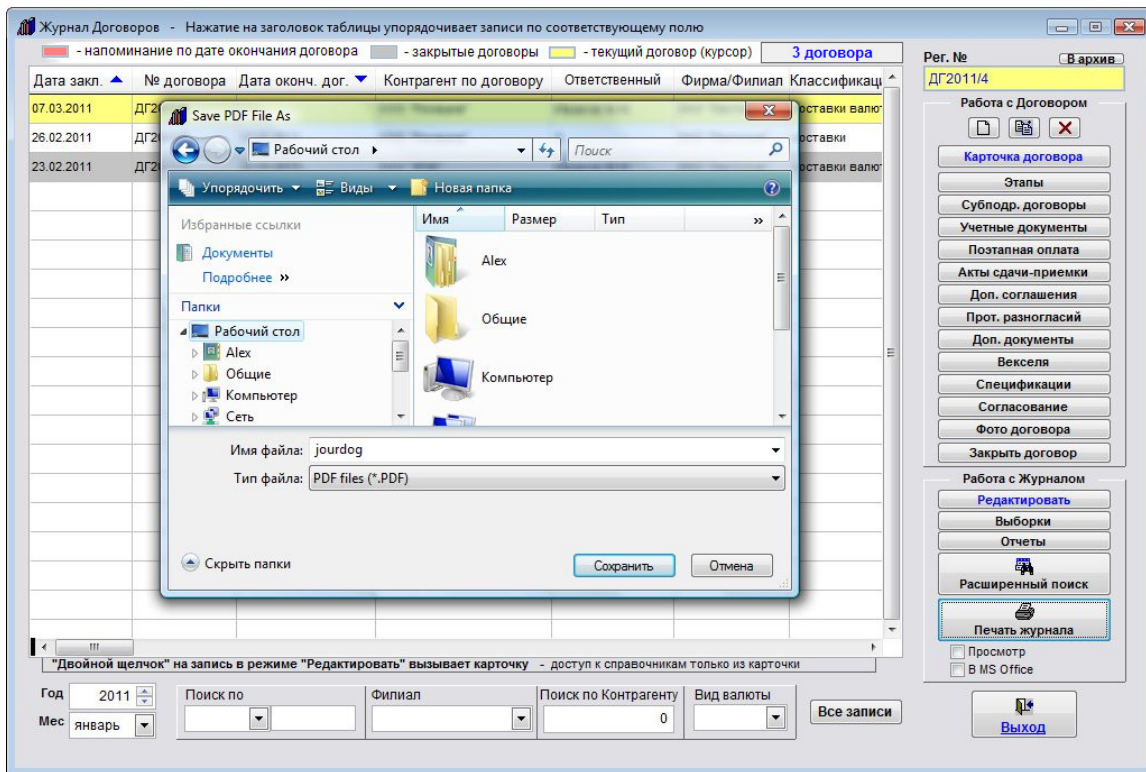 Журнал Договоров - Нажатие на заголовок таблицы упорядочивает записи по соответствующему полю
- напоминание по дате окончания договора - закрытые договоры - текущий договор (курсор) 3 договора
Рег. № В архив
ДГ2011/4
Дата закл. № договора Дата оконч. дог. Контрагент по договору Ответственный Фирма/Филиал Классификац
07.03.2011 ДГ2 оставки валют
26.02.2011 ДГ2 оставки
23.02.2011 ДГ2 оставки валют
Save PDF File As
Рабочий стол Поиск
Упорядочить Виды Новая папка
Избранные ссылки
Документы
Подробнее »
Папки
Рабочий стол
Alex
Общие
Компьютер
Сеть
Имя Размер Тип »
Alex
Общие
Компьютер
Имя файла: jourdog
Тип файла: PDF files (*.PDF)
Скрыть папки Сохранить Отмена
Работа с Договором
Карточка договора
Этапы
Субподр. договоры
Учетные документы
Поэтапная оплата
Акты сдачи-приемки
Доп. соглашения
Прот. разногласий
Доп. документы
Векселя
Спецификации
Согласование
Фото договора
Закрыть договор
Работа с Журналом
Редактировать
Выборки
Отчеты
Расширенный поиск
Печать журнала
Просмотр
В MS Office
"Двойной щелчок" на запись в режиме "Редактировать" вызывает карточку - доступ к справочникам только из карточки
Год 2011 Поиск по Филиал Поиск по Контрагенту Вид валюты
Мес январь 0 Все записи
Выход